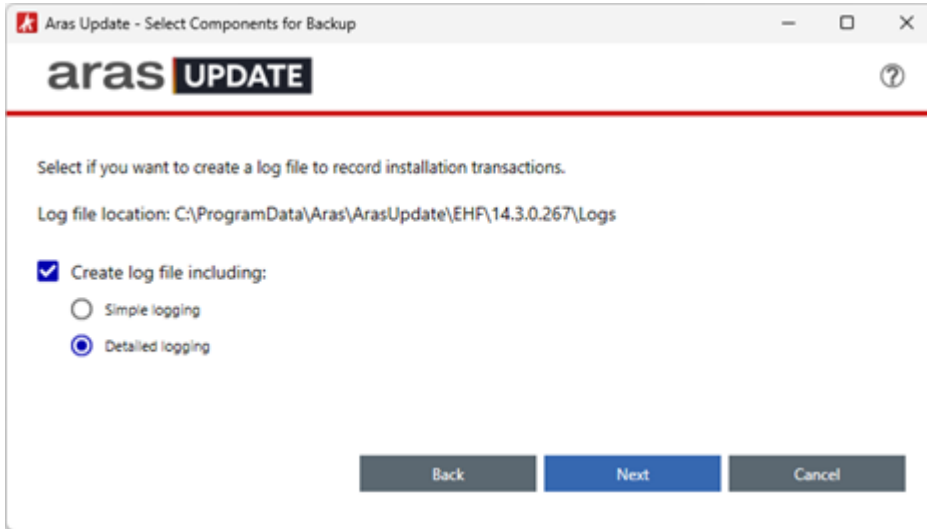 Aras Update - Select Components for Backup
aras UPDATE
Select if you want to create a log file to record installation transactions.
Log file location: C:\ProgramData\Aras\ArasUpdate\EHF\14.3.0.267\Logs
Create log file including:
Simple logging
Detailed logging
Back Next Cancel